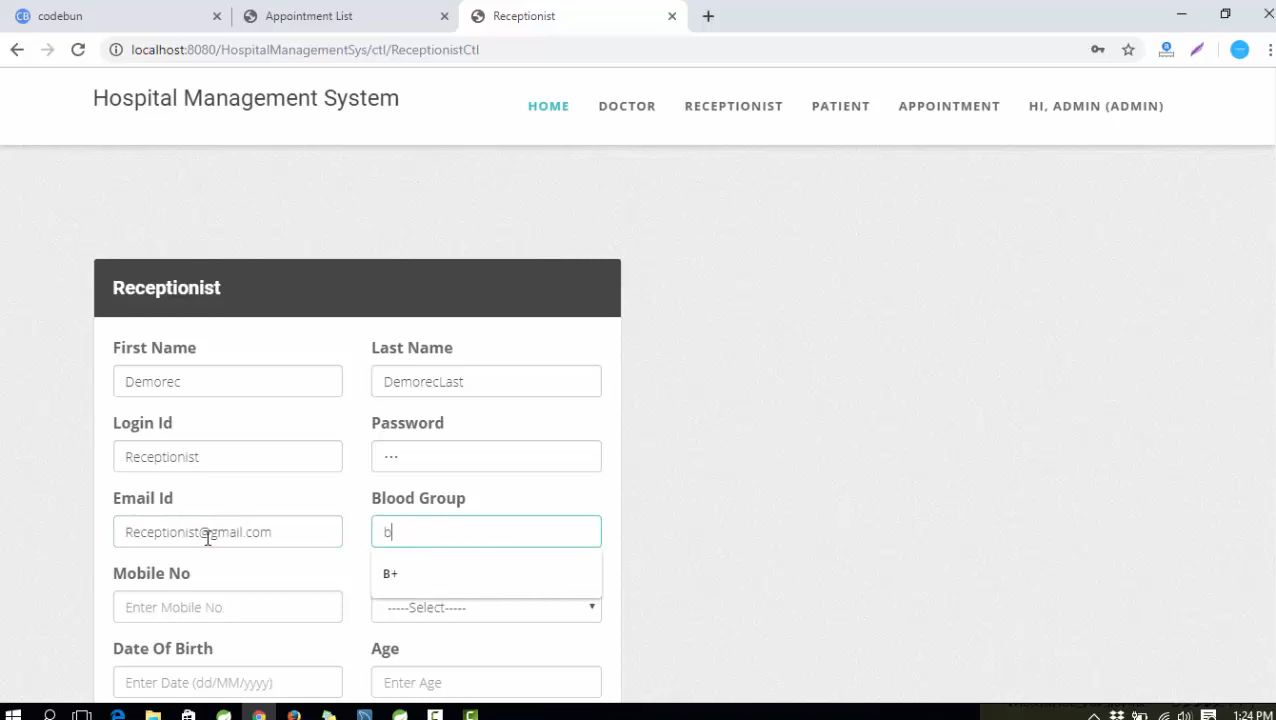 codebun
Appointment List
Receptionist
localhost:8080/HospitalManagementSys/ctl/ReceptionistCtl
Hospital Management System
HOME DOCTOR RECEPTIONIST PATIENT APPOINTMENT HI, ADMIN (ADMIN)
Receptionist
First Name Last Name
Demorec DemorecLast
Login Id Password
Receptionist ...
Email Id Blood Group
Receptionist@gmail.com b
B+
Mobile No
Enter Mobile No -----Select-----
Date Of Birth Age
Enter Date (dd/MM/yyyy) Enter Age
1:24 PM